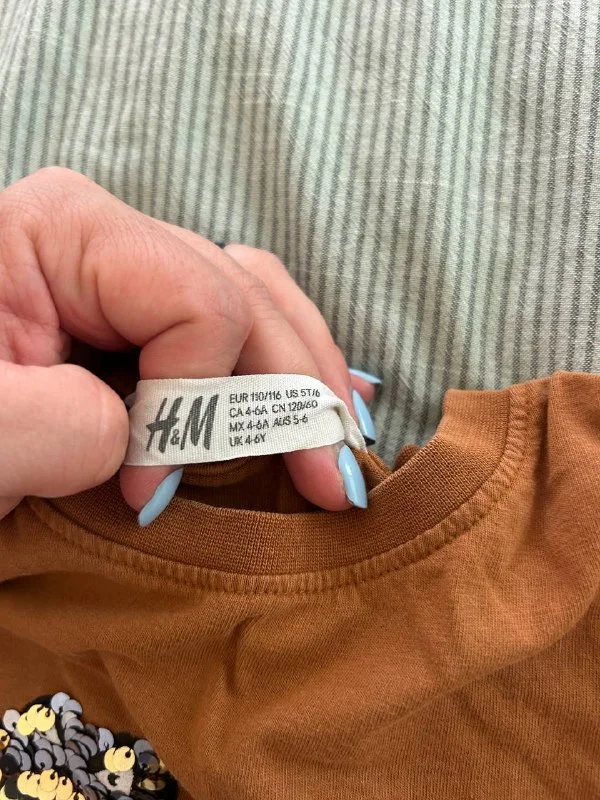 H&M
EUR 110/116 US 5T/6
CA 4-6A CN 120/60
MX 4-6A AUS 5-6
UK 4-6Y